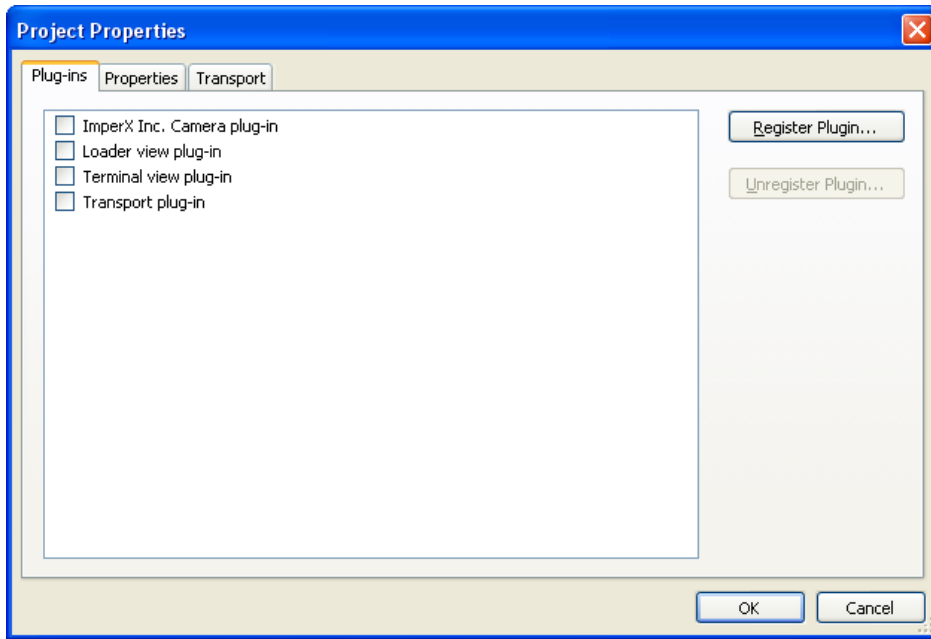 Project Properties
Plug-ins Properties Transport
ImperX Inc. Camera plug-in
Loader view plug-in
Terminal view plug-in
Transport plug-in
Register Plugin...
Unregister Plugin...
OK Cancel